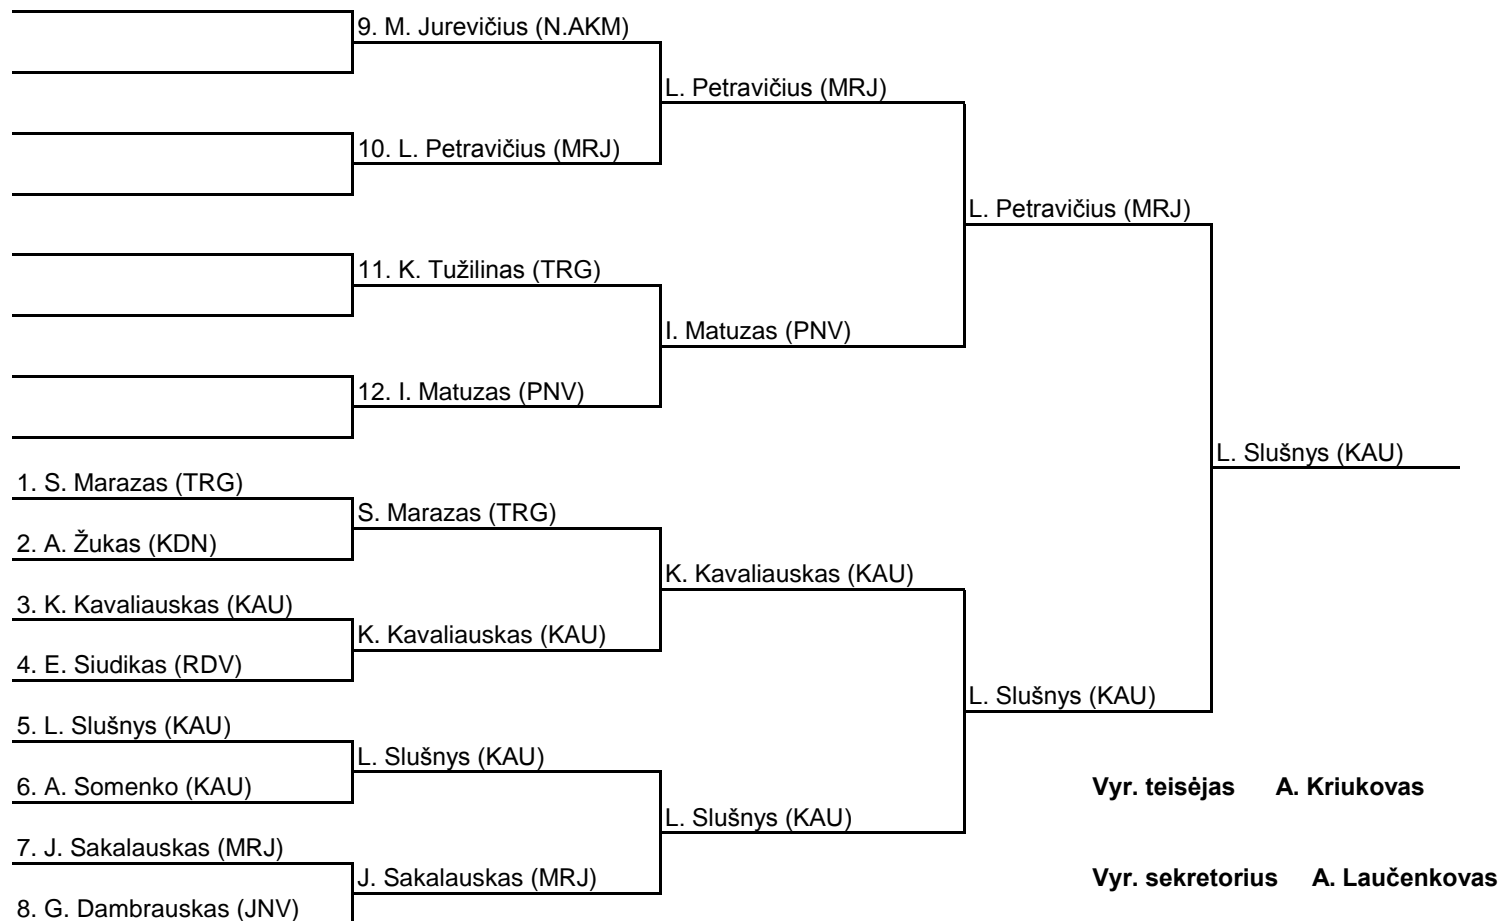 9. M. Jurevičius (N.AKM)
L. Petravičius (MRJ)
10. L. Petravičius (MRJ)
L. Petravičius (MRJ)
11. K. Tužilinas (TRG)
I. Matuzas (PNV)
12. I. Matuzas (PNV)
L. Slušnys (KAU)
1. S. Marazas (TRG)
S. Marazas (TRG)
2. A. Žukas (KDN)
K. Kavaliauskas (KAU)
3. K. Kavaliauskas (KAU)
K. Kavaliauskas (KAU)
4. E. Siudikas (RDV)
L. Slušnys (KAU)
5. L. Slušnys (KAU)
L. Slušnys (KAU)
6. A. Somenko (KAU)
Vyr. teisėjas A. Kriukovas
L. Slušnys (KAU)
7. J. Sakalauskas (MRJ)
J. Sakalauskas (MRJ)
Vyr. sekretorius A. Laučenkovas
8. G. Dambrauskas (JNV)